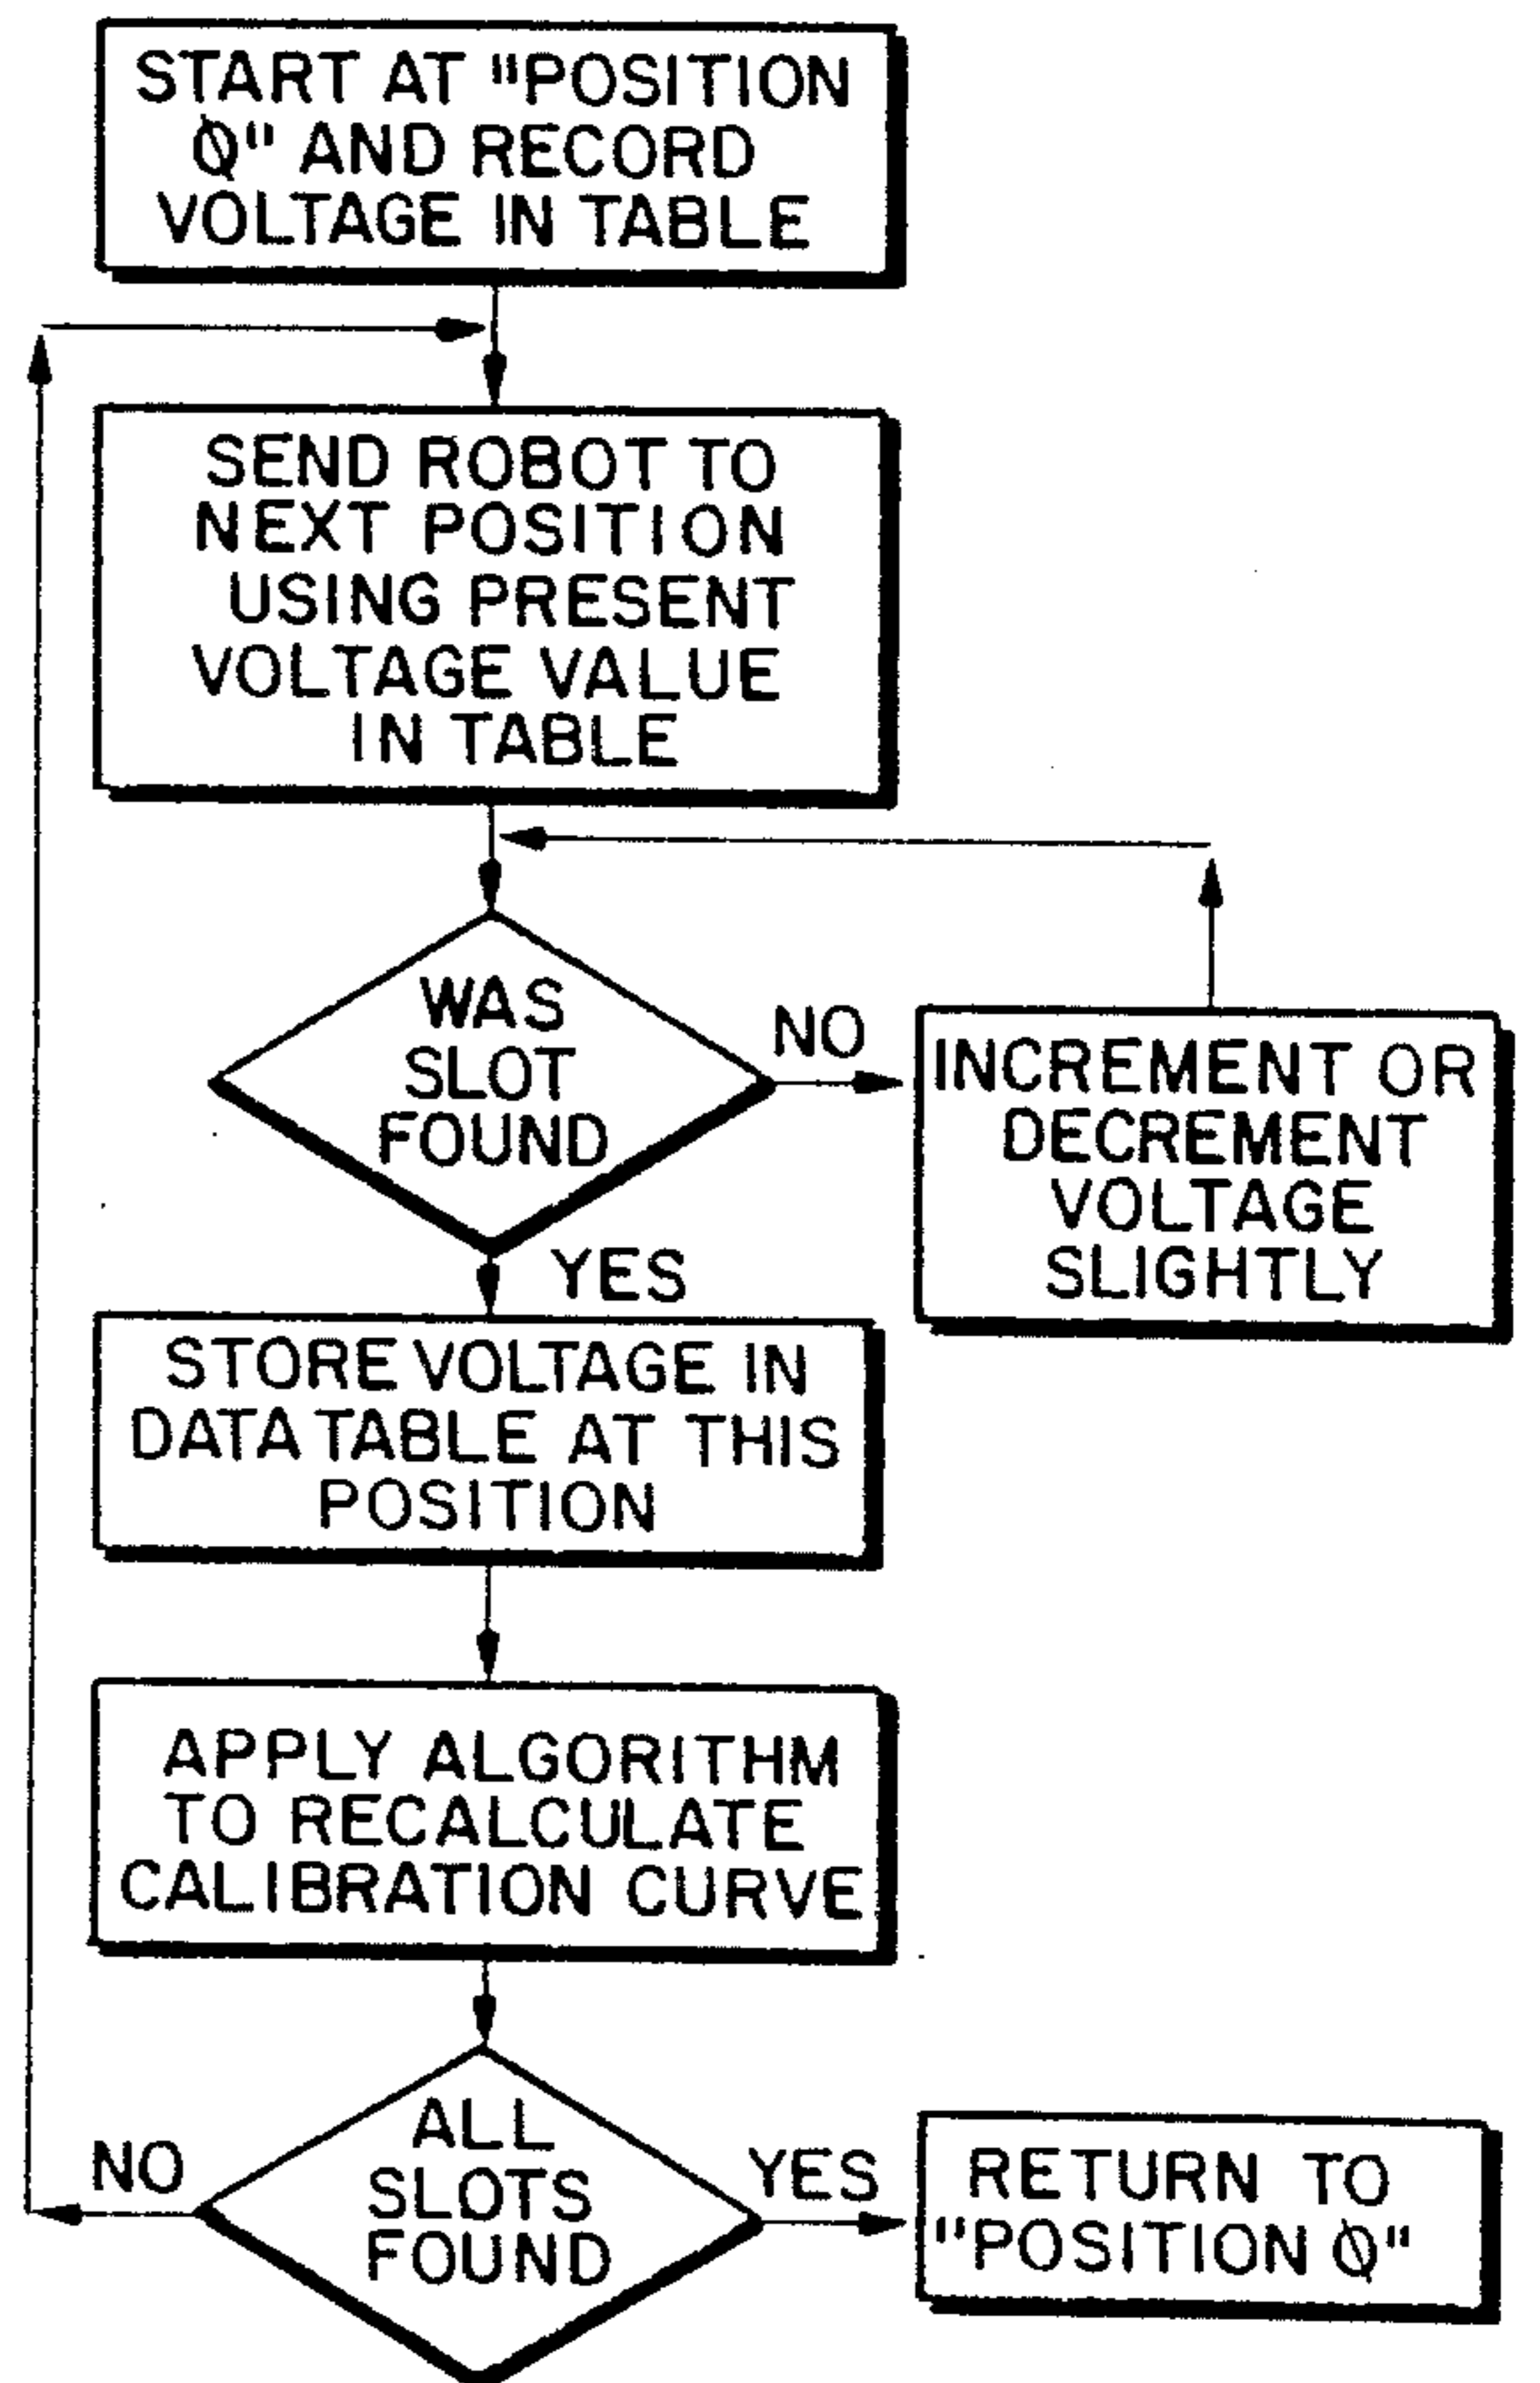 START AT "POSITION
0̸" AND RECORD
VOLTAGE IN TABLE
SEND ROBOT TO
NEXT POSITION
USING PRESENT
VOLTAGE VALUE
IN TABLE
WAS
SLOT
FOUND
NO
INCREMENT OR
DECREMENT
VOLTAGE
SLIGHTLY
YES
STORE VOLTAGE IN
DATA TABLE AT THIS
POSITION
APPLY ALGORITHM
TO RECALCULATE
CALIBRATION CURVE
ALL
SLOTS
FOUND
NO
YES
RETURN TO
"POSITION 0̸"